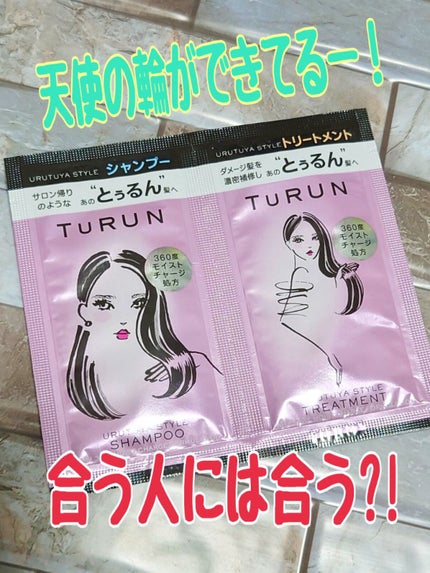 天使の輪ができてるー!
URUTUYA STYLE シャンプー
サロン帰り
のような あの“とぅるん”髪へ
TURUN
360度
モイスト
チャージ
処方
URUTUYA STYLE
SHAMPOO
URUTUYA STYLE トリートメント
ダメージ髪を
濃密補修し あの“とぅるん”髪へ
TURUN
360度
モイスト
チャージ
処方
URUTUYA STYLE
TREATMENT
合う人には合う?!